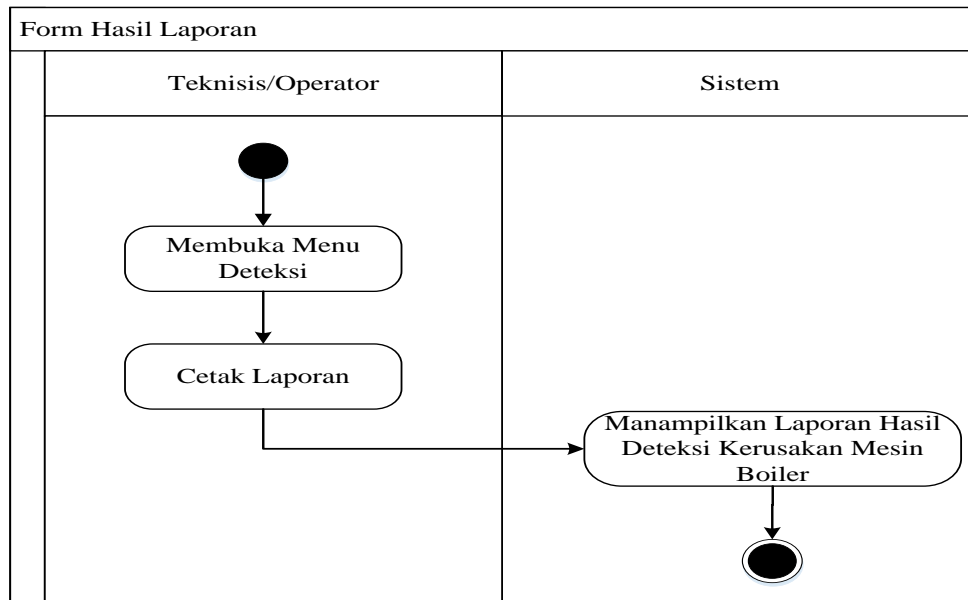 Form Hasil Laporan
Teknisis/Operator
Sistem
Membuka Menu
Deteksi
Cetak Laporan
Manampilkan Laporan Hasil
Deteksi Kerusakan Mesin
Boiler